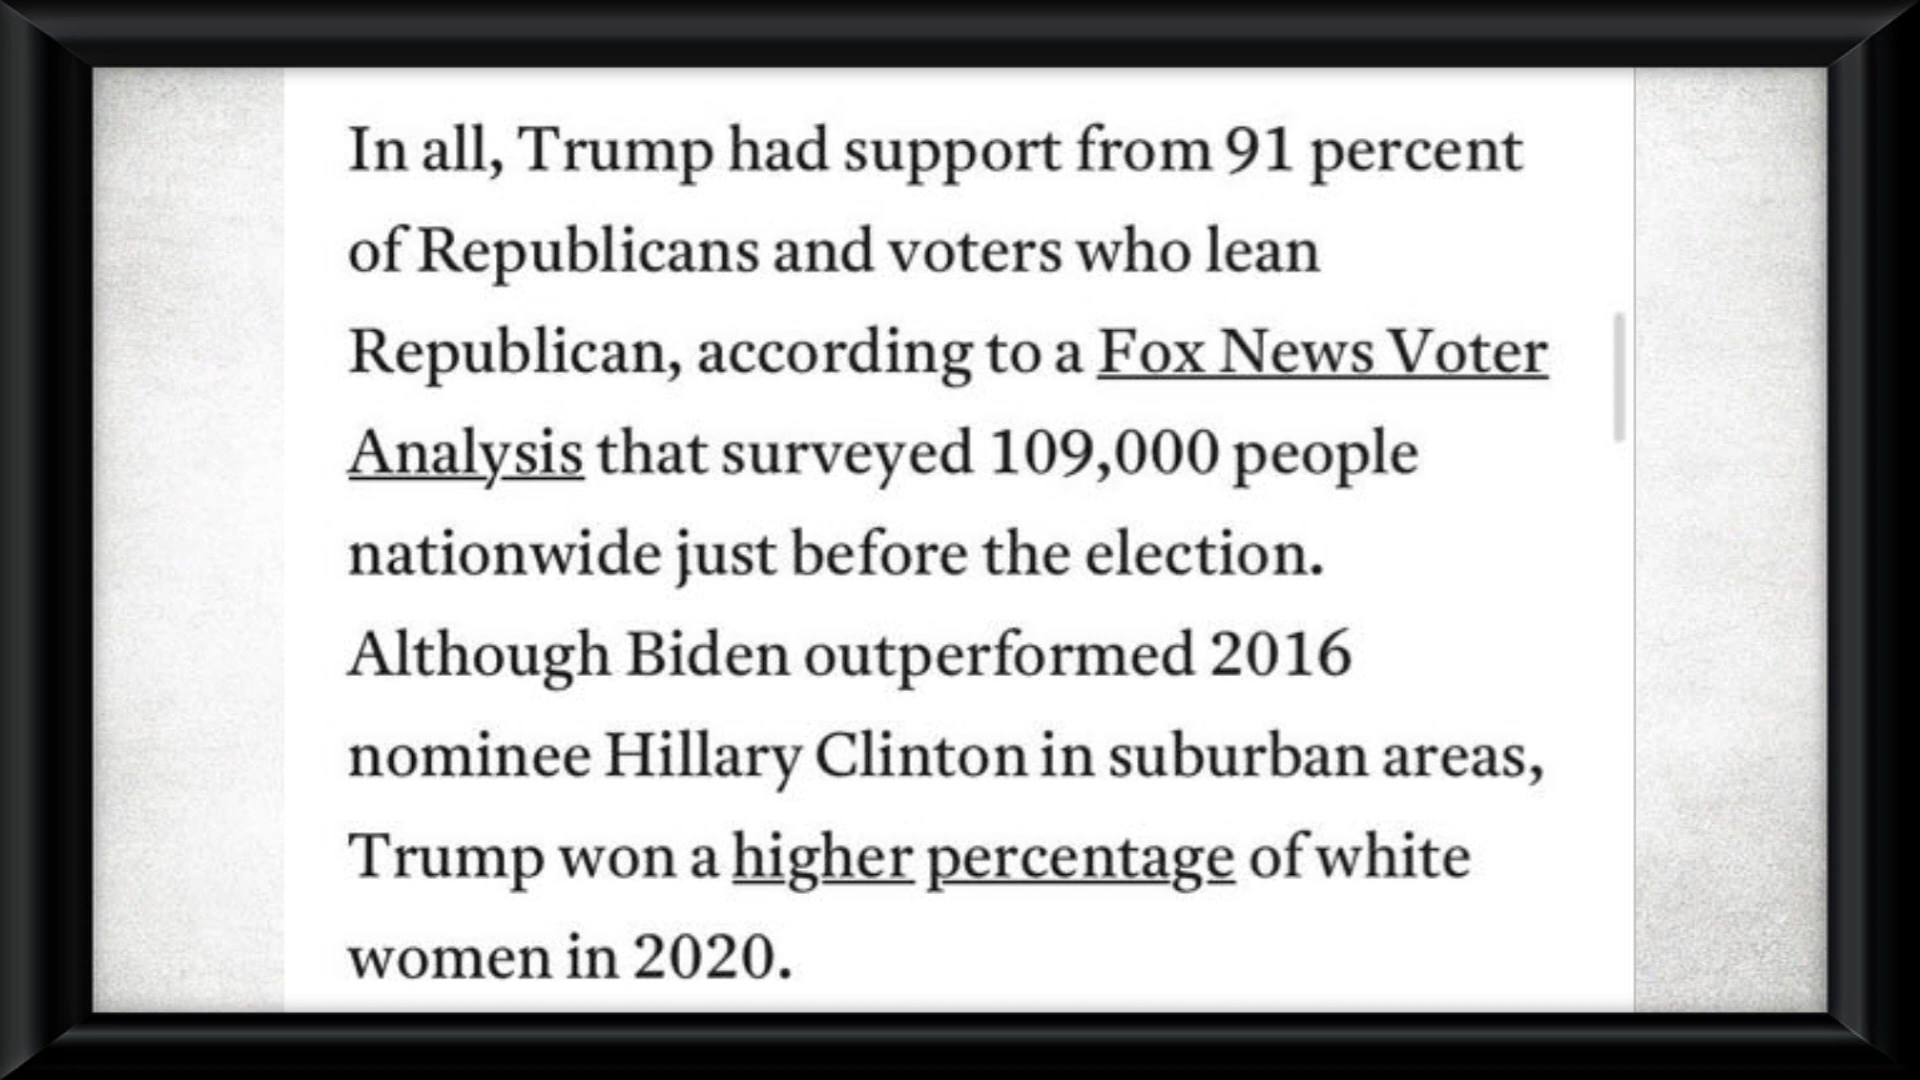 In all, Trump had support from 91 percent
of Republicans and voters who lean
Republican, according to a Fox News Voter
Analysis that surveyed 109,000 people
nationwide just before the election.
Although Biden outperformed 2016
nominee Hillary Clinton in suburban areas,
Trump won a higher percentage of white
women in 2020.